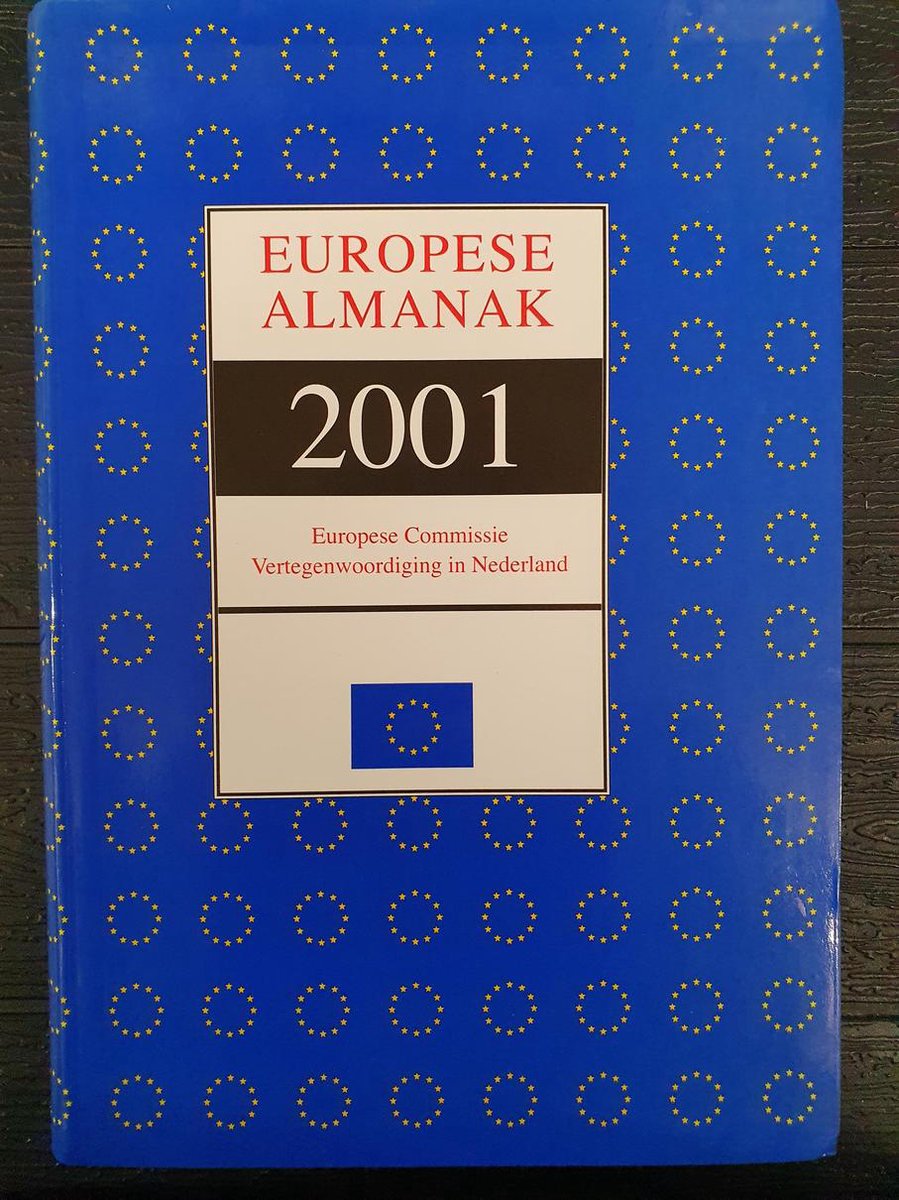 EUROPESE
ALMANAK
2001
Europese Commissie
Vertegenwoordiging in Nederland